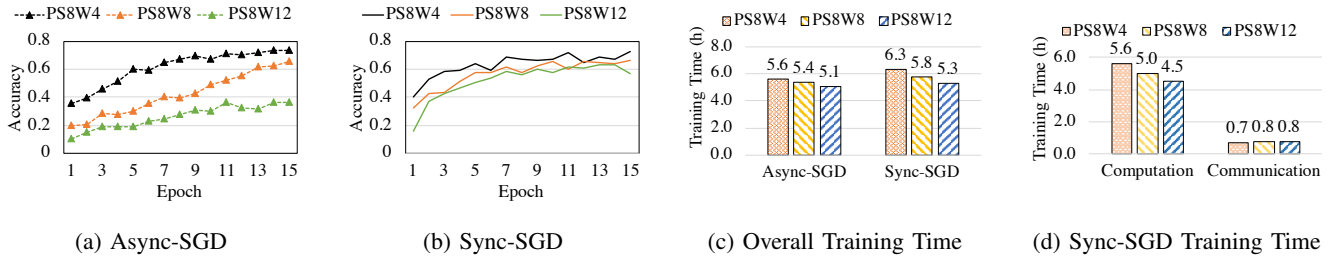 PS8W4 PS8W8 PS8W12
Accuracy
0.8
0.6
0.4
0.2
0
1 3 5 7 9 11 13 15
Epoch
(a) Async-SGD
PS8W4 PS8W8 PS8W12
Accuracy
0.8
0.6
0.4
0.2
0
1 3 5 7 9 11 13 15
Epoch
(b) Sync-SGD
PS8W4 PS8W8 PS8W12
Training Time (h)
8.0
6.0
4.0
2.0
0.0
5.6 5.4 5.1
6.3 5.8 5.3
Async-SGD Sync-SGD
(c) Overall Training Time
PS8W4 PS8W8 PS8W12
Training Time (h)
6.0
4.0
2.0
0.0
5.6 5.0 4.5
0.7 0.8 0.8
Computation Communication
(d) Sync-SGD Training Time